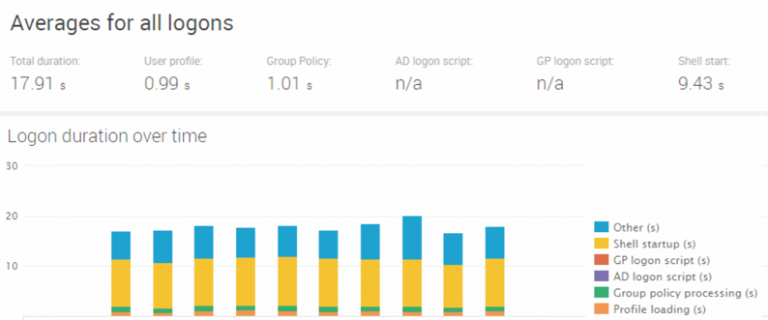 Averages for all logons
Total duration: User profile: Group Policy: AD logon script: GP logon script: Shell start:
17.91 s 0.99 s 1.01 s n/a n/a 9.43 s
Logon duration over time
30
20
10
Other (s)
Shell startup (s)
GP logon script (s)
AD logon script (s)
Group policy processing (s)
Profile loading (s)